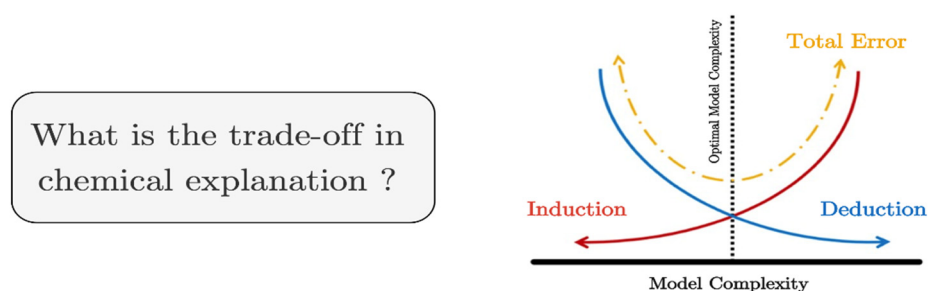 What is the trade-off in
chemical explanation ?
Optimal Model Complexity
Total Error
Induction
Deduction
Model Complexity